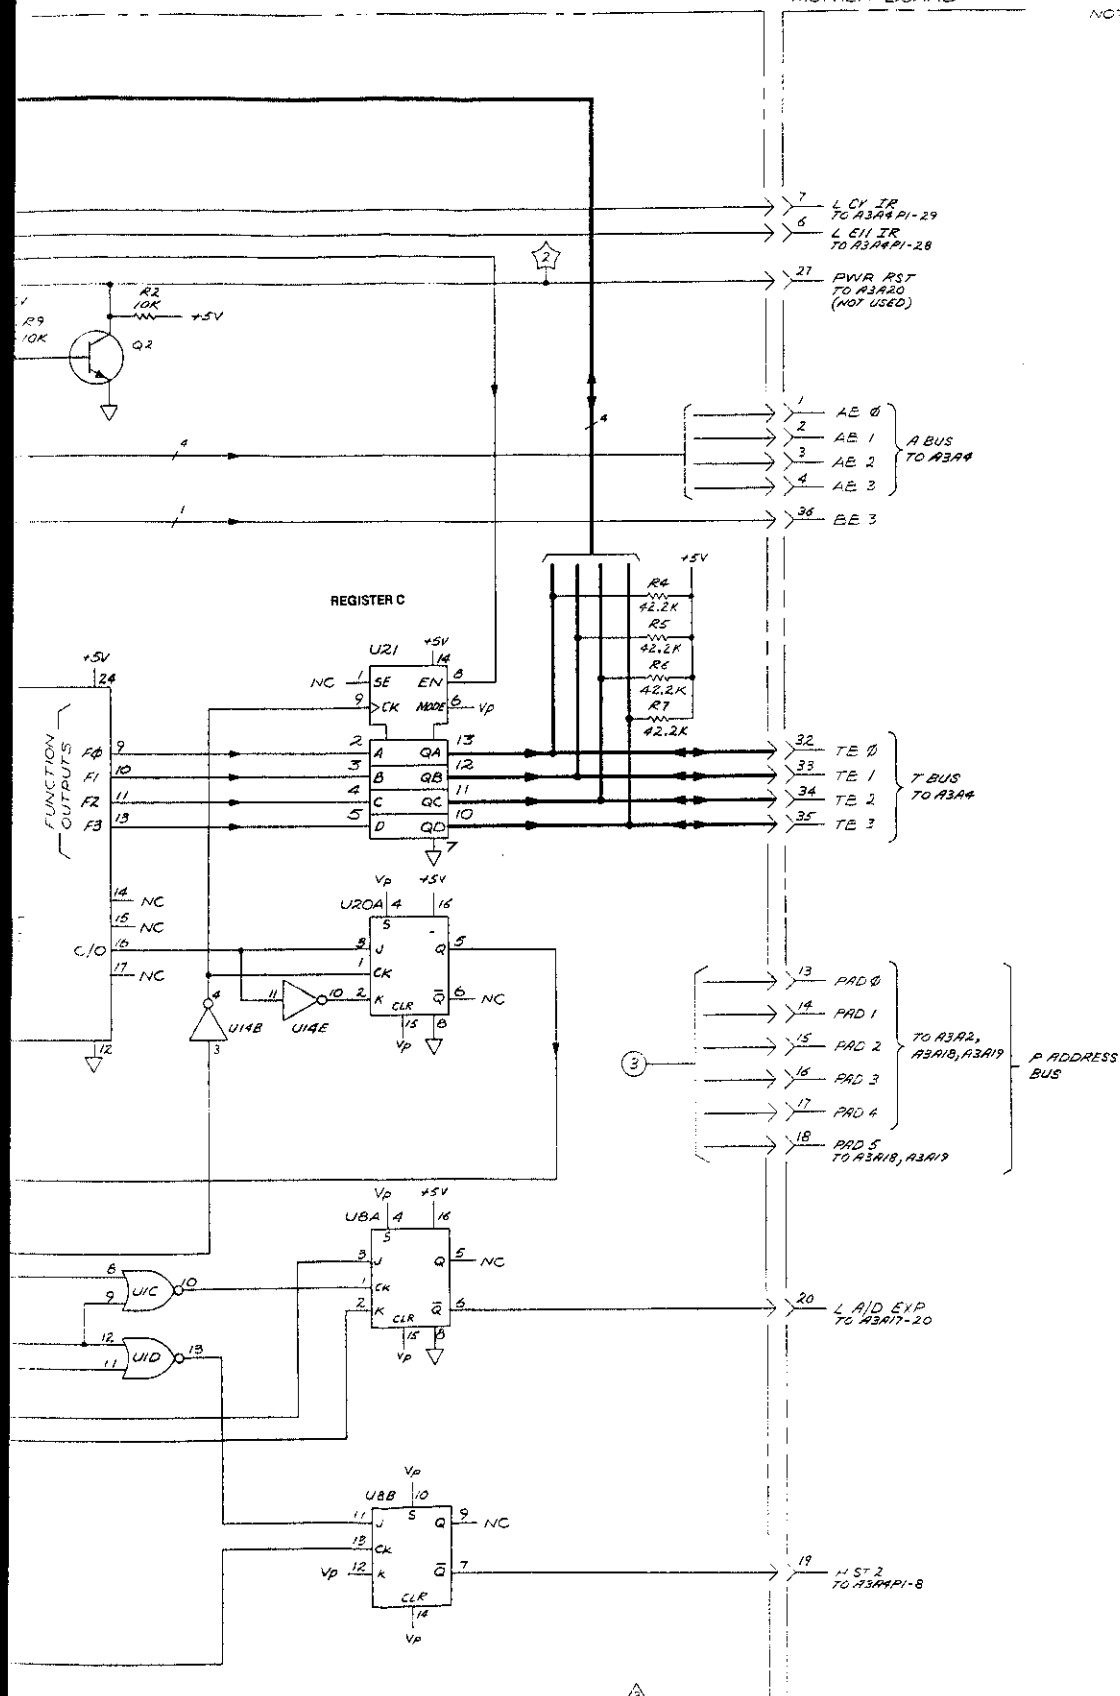 7 L CY IR
TO A3A4P1-29
6 L E11 IR
TO A3A4P1-28
2
27 PWR RST
TO A3A20
(NOT USED)
R2
10K
+5V
R9
10K
Q2
4
4
1 AE Ø
2 AE 1
3 AE 2
4 AE 3
A BUS
TO A3A4
1
36 BE 3
+5V
R4
42.2K
R5
42.2K
R6
42.2K
R7
42.2K
REGISTER C
U21
+5V
14
NC 1 SE EN 8
9 CK MODE 6 Vp
+5V
24
FUNCTION
OUTPUTS
FØ 9 2 A QA 13 32 TE Ø
F1 10 3 B QB 12 33 TE 1
F2 11 4 C QC 11 34 TE 2
F3 13 5 D QD 10 35 TE 3
T BUS
TO A3A4
7
14 NC
15 NC
C/O 16
17 NC
12
Vp +5V
U20A 4 16
S
3 J Q 5
1 CK
11 10 2 K Q̅ 6 NC
CLR
15 8
Vp
4
U14B
3
U14E
3
13 PAD Ø
14 PAD 1
15 PAD 2
16 PAD 3
17 PAD 4
TO A3A2,
A3A18, A3A19
18 PAD 5
TO A3A18, A3A19
P ADDRESS
BUS
Vp +5V
U8A 4 16
S
3 J Q 5 NC
1 CK
2 K Q̅ 6
CLR
15 8
Vp
8
9
U1C
10
12
11
U1D
13
20 L A/D EXP
TO A3A17-20
Vp
U8B 10
S
11 J Q 9 NC
13 CK
Vp 12 K Q̅ 7
CLR
14
Vp
19 H ST 2
TO A3A4P1-8